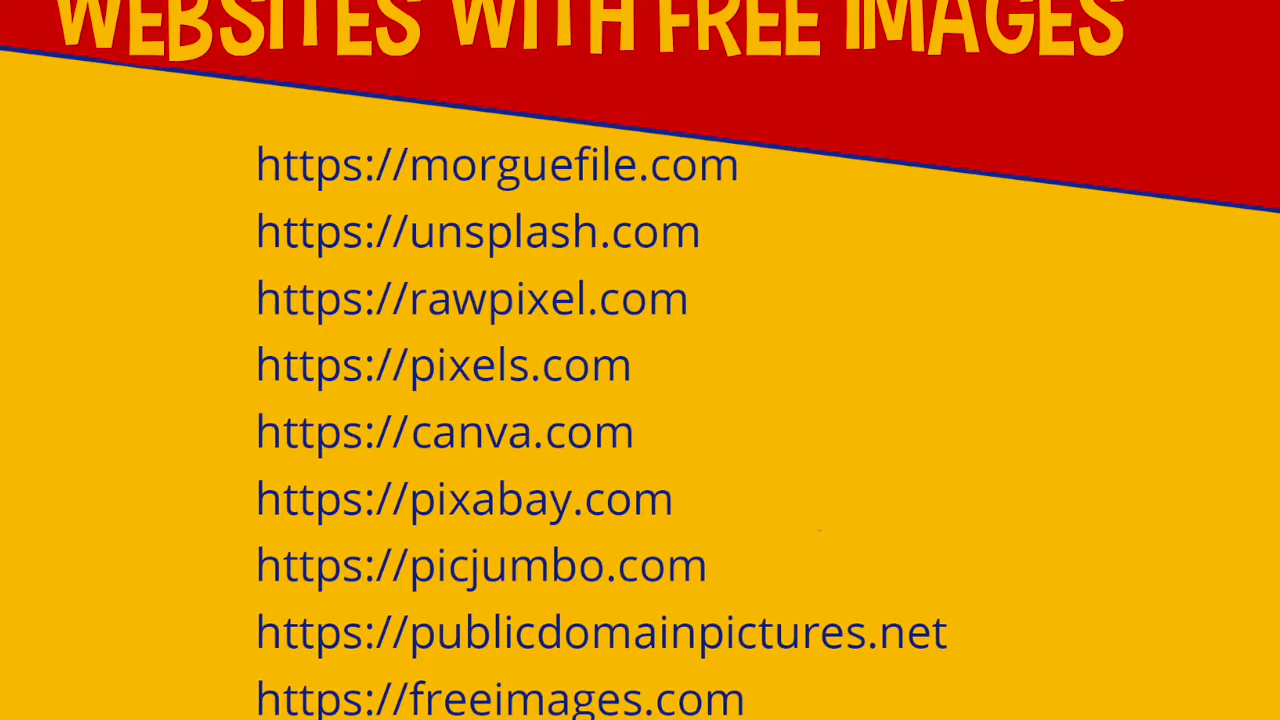 WEBSITES WITH FREE IMAGES
https://morguefile.com
https://unsplash.com
https://rawpixel.com
https://pixels.com
https://canva.com
https://pixabay.com
https://picjumbo.com
https://publicdomainpictures.net
https://freeimages.com